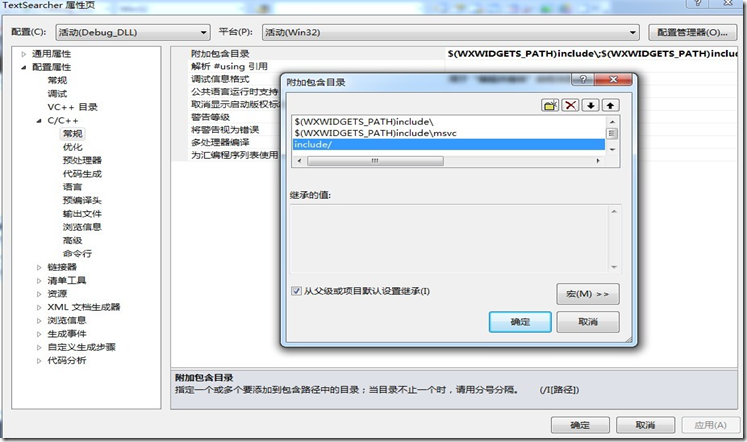 TextSearcher 属性页
配置(C): 活动(Debug_DLL) 平台(P): 活动(Win32) 配置管理器(O)...
通用属性
配置属性
常规
调试
VC++ 目录
C/C++
常规
优化
预处理器
代码生成
语言
预编译头
输出文件
浏览信息
高级
命令行
链接器
清单工具
资源
XML 文档生成器
浏览信息
生成事件
自定义生成步骤
代码分析
附加包含目录 $(WXWIDGETS_PATH)include\;$(WXWIDGETS_PATH)includ
解析 #using 引用
调试信息格式
公共语言运行时支持
取消显示启动版权标
警告等级
将警告视为错误
多处理器编译
为汇编程序列表使用
附加包含目录
$(WXWIDGETS_PATH)include\
$(WXWIDGETS_PATH)include\msvc
include/
继承的值:
从父级或项目默认设置继承(I)
宏(M) >>
确定 取消
附加包含目录
指定一个或多个要添加到包含路径中的目录；当目录不止一个时，请用分号分隔。 (/I[路径])
确定 取消 应用(A)